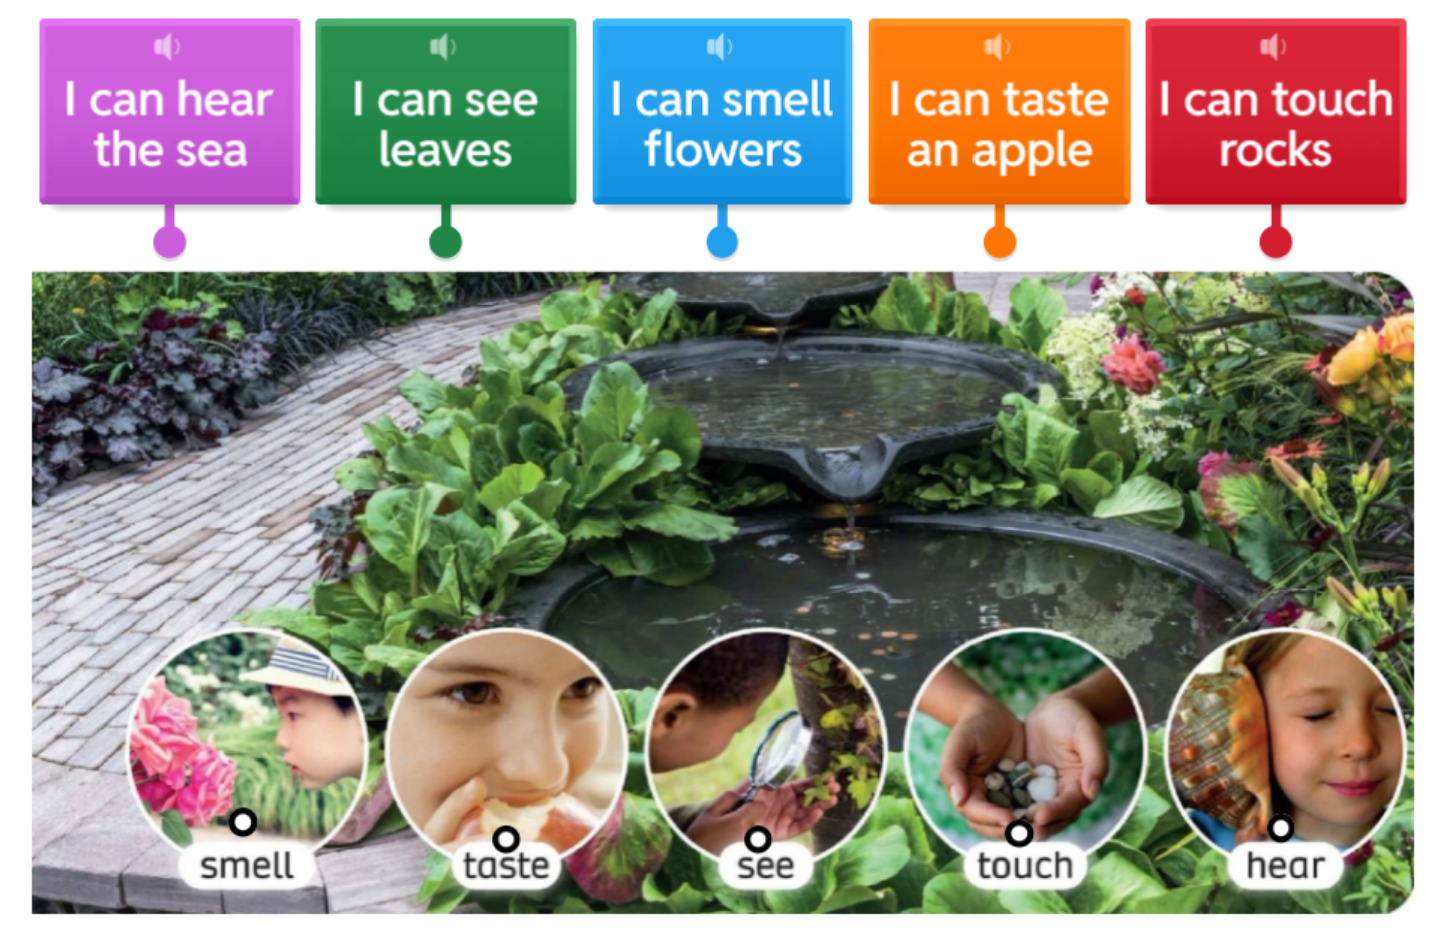 I can hear
the sea
I can see
leaves
I can smell
flowers
I can taste
an apple
I can touch
rocks
smell
taste
see
touch
hear